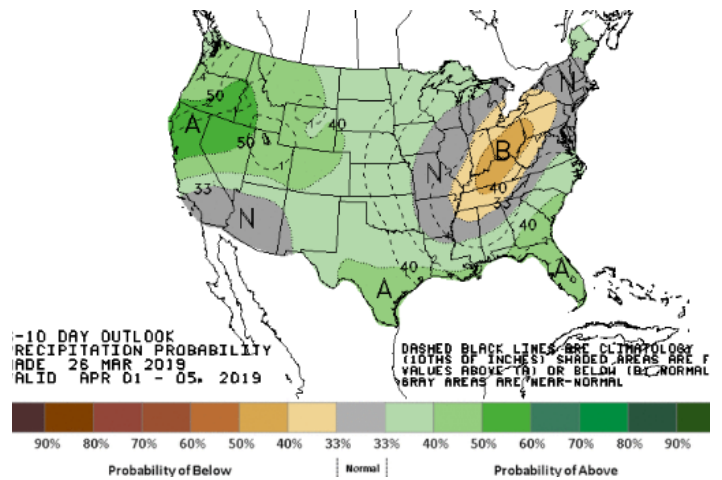 50
A
50
40
33
N
N
B
N
40
33
40
A
40
2
A
-10 DAY OUTLOOK
RECIPITATION PROBABILITY
ADE 26 MAR 2019
ALID APR 01 - 05, 2019
DASHED BLACK LINES ARE CLIMATOLOGY
(10THS OF INCHES) SHADED AREAS ARE F
VALUES ABOVE (A) OR BELOW (B) NORMAL
GRAY AREAS ARE NEAR-NORMAL
90% 80% 70% 60% 50% 40% 33% 33% 40% 50% 60% 70% 80% 90%
Probability of Below Normal Probability of Above